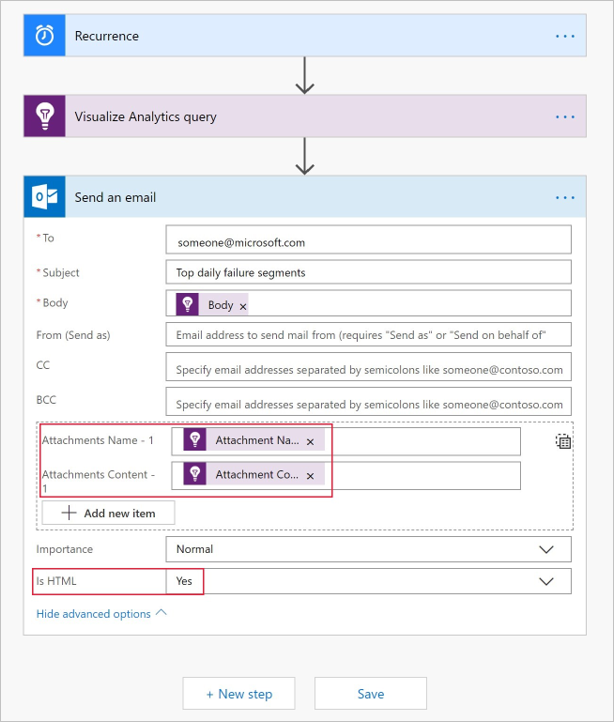 Recurrence
Visualize Analytics query
Send an email
* To
someone@microsoft.com
* Subject
Top daily failure segments
* Body
Body ×
From (Send as)
Email address to send mail from (requires "Send as" or "Send on behalf of"
CC
Specify email addresses separated by semicolons like someone@contoso.com
BCC
Specify email addresses separated by semicolons like someone@contoso.com
Attachments Name - 1
Attachment Na... ×
Attachments Content -
1
Attachment Co... ×
+ Add new item
Importance
Normal
Is HTML
Yes
Hide advanced options
+ New step
Save